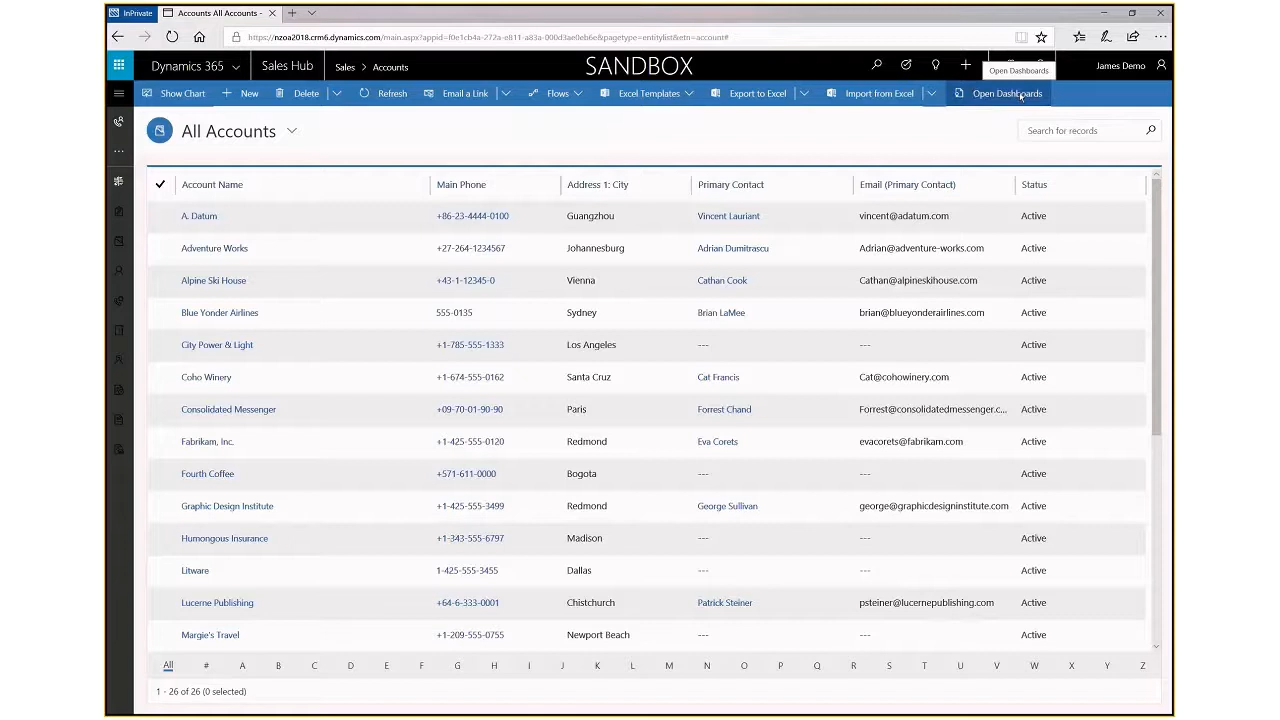 InPrivate Accounts All Accounts -
https://nzoa2018.crm6.dynamics.com/main.aspx?appid=f0e1cb4a-272a-e811-a83a-000d3ae0eb6e&pagetype=entitylist&etn=account#
Dynamics 365 Sales Hub Sales > Accounts SANDBOX James Demo
Open Dashboards
Show Chart New Delete Refresh Email a Link Flows Excel Templates Export to Excel Import from Excel Open Dashboards
All Accounts Search for records
Account Name Main Phone Address 1: City Primary Contact Email (Primary Contact) Status
A. Datum +86-23-4444-0100 Guangzhou Vincent Lauriant vincent@adatum.com Active
Adventure Works +27-264-1234567 Johannesburg Adrian Dumitrascu Adrian@adventure-works.com Active
Alpine Ski House +43-1-12345-0 Vienna Cathan Cook Cathan@alpineskihouse.com Active
Blue Yonder Airlines 555-0135 Sydney Brian LaMee brian@blueyonderairlines.com Active
City Power & Light +1-785-555-1333 Los Angeles --- --- Active
Coho Winery +1-674-555-0162 Santa Cruz Cat Francis Cat@cohowinery.com Active
Consolidated Messenger +09-70-01-90-90 Paris Forrest Chand Forrest@consolidatedmessenger.c... Active
Fabrikam, Inc. +1-425-555-0120 Redmond Eva Corets evacorets@fabrikam.com Active
Fourth Coffee +571-611-0000 Bogota --- --- Active
Graphic Design Institute +1-425-555-3499 Redmond George Sullivan george@graphicdesigninstitute.com Active
Humongous Insurance +1-343-555-6797 Madison --- --- Active
Litware 1-425-555-3455 Dallas --- --- Active
Lucerne Publishing +64-6-333-0001 Chistchurch Patrick Steiner psteiner@lucernepublishing.com Active
Margie's Travel +1-209-555-0755 Newport Beach --- --- Active
All # A B C D E F G H I J K L M N O P Q R S T U V W X Y Z
1 - 26 of 26 (0 selected)